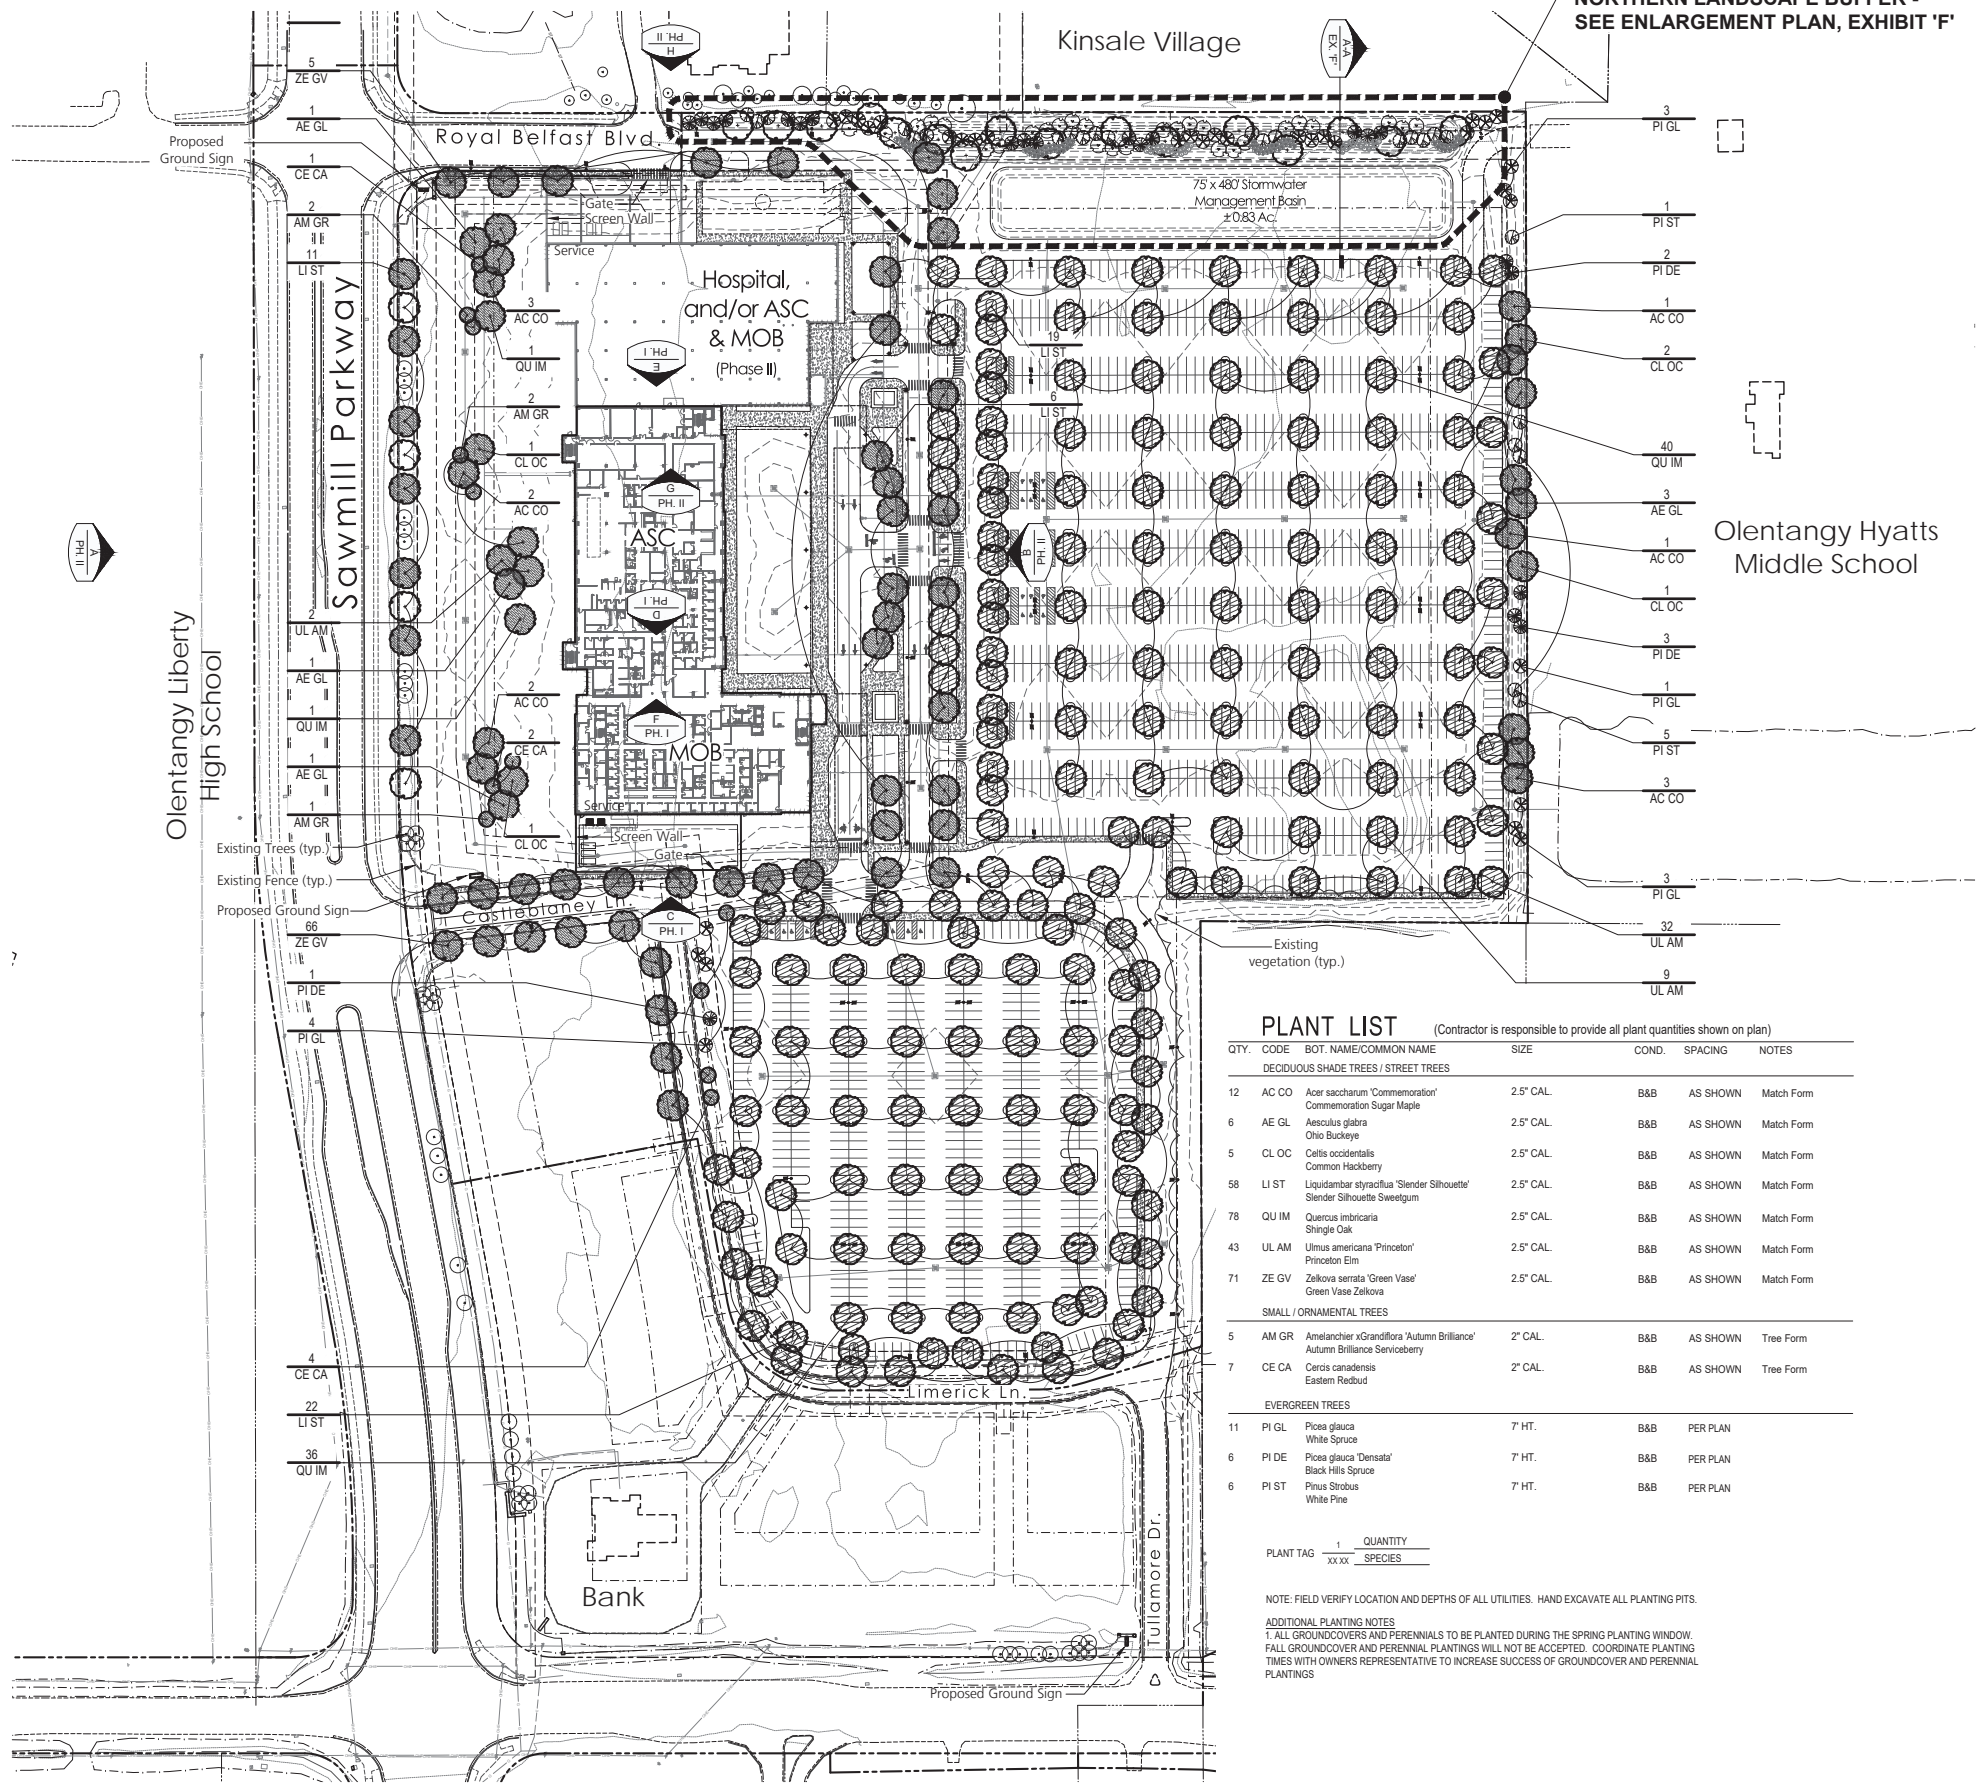 NORTHERN LANDSCAPE BUFFER -
SEE ENLARGEMENT PLAN, EXHIBIT 'F'
Kinsale Village
H
PH. II
A-A
EX. 'F'
Royal Belfast Blvd.
Proposed
Ground Sign
5
ZE GV
1
AE GL
1
CE CA
2
AM GR
11
LI ST
Gate
Screen Wall
Service
75' x 480' Stormwater
Management Basin
±0.83 Ac.
Hospital,
and/or ASC
& MOB
(Phase II)
E
PH. I
3
AC CO
1
QU IM
2
AM GR
1
CL OC
2
AC CO
19
LI ST
6
LI ST
G
PH. II
ASC
D
PH. I
B
PH. II
F
PH. I
MOB
Service
Screen Wall
Gate
2
AC CO
2
CE CA
1
CL OC
Sawmill Parkway
A
PH. II
Olentangy Liberty
High School
2
UL AM
1
AE GL
1
QU IM
1
AE GL
1
AM GR
Existing Trees (typ.)
Existing Fence (typ.)
Proposed Ground Sign
66
ZE GV
1
PI DE
4
PI GL
Castleblaney Ln.
C
PH. I
3
PI GL
1
PI ST
2
PI DE
1
AC CO
2
CL OC
40
QU IM
3
AE GL
1
AC CO
1
CL OC
3
PI DE
1
PI GL
5
PI ST
3
AC CO
3
PI GL
32
UL AM
9
UL AM
Olentangy Hyatts
Middle School
Existing
vegetation (typ.)
4
CE CA
22
LI ST
36
QU IM
Limerick Ln.
Bank
Tullamore Dr.
Proposed Ground Sign
PLANT LIST (Contractor is responsible to provide all plant quantities shown on plan)
QTY. CODE BOT. NAME/COMMON NAME SIZE COND. SPACING NOTES
DECIDUOUS SHADE TREES / STREET TREES
12 AC CO Acer saccharum 'Commemoration' 2.5" CAL. B&B AS SHOWN Match Form
Commemoration Sugar Maple
6 AE GL Aesculus glabra 2.5" CAL. B&B AS SHOWN Match Form
Ohio Buckeye
5 CL OC Celtis occidentalis 2.5" CAL. B&B AS SHOWN Match Form
Common Hackberry
58 LI ST Liquidambar styraciflua 'Slender Silhouette' 2.5" CAL. B&B AS SHOWN Match Form
Slender Silhouette Sweetgum
78 QU IM Quercus imbricaria 2.5" CAL. B&B AS SHOWN Match Form
Shingle Oak
43 UL AM Ulmus americana 'Princeton' 2.5" CAL. B&B AS SHOWN Match Form
Princeton Elm
71 ZE GV Zelkova serrata 'Green Vase' 2.5" CAL. B&B AS SHOWN Match Form
Green Vase Zelkova
SMALL / ORNAMENTAL TREES
5 AM GR Amelanchier xGrandiflora 'Autumn Brilliance' 2" CAL. B&B AS SHOWN Tree Form
Autumn Brilliance Serviceberry
7 CE CA Cercis canadensis 2" CAL. B&B AS SHOWN Tree Form
Eastern Redbud
EVERGREEN TREES
11 PI GL Picea glauca 7' HT. B&B PER PLAN
White Spruce
6 PI DE Picea glauca 'Densata' 7' HT. B&B PER PLAN
Black Hills Spruce
6 PI ST Pinus Strobus 7' HT. B&B PER PLAN
White Pine
PLANT TAG 1 QUANTITY
XX XX SPECIES
NOTE: FIELD VERIFY LOCATION AND DEPTHS OF ALL UTILITIES. HAND EXCAVATE ALL PLANTING PITS.
ADDITIONAL PLANTING NOTES
1. ALL GROUNDCOVERS AND PERENNIALS TO BE PLANTED DURING THE SPRING PLANTING WINDOW.
FALL GROUNDCOVER AND PERENNIAL PLANTINGS WILL NOT BE ACCEPTED. COORDINATE PLANTING
TIMES WITH OWNERS REPRESENTATIVE TO INCREASE SUCCESS OF GROUNDCOVER AND PERENNIAL
PLANTINGS